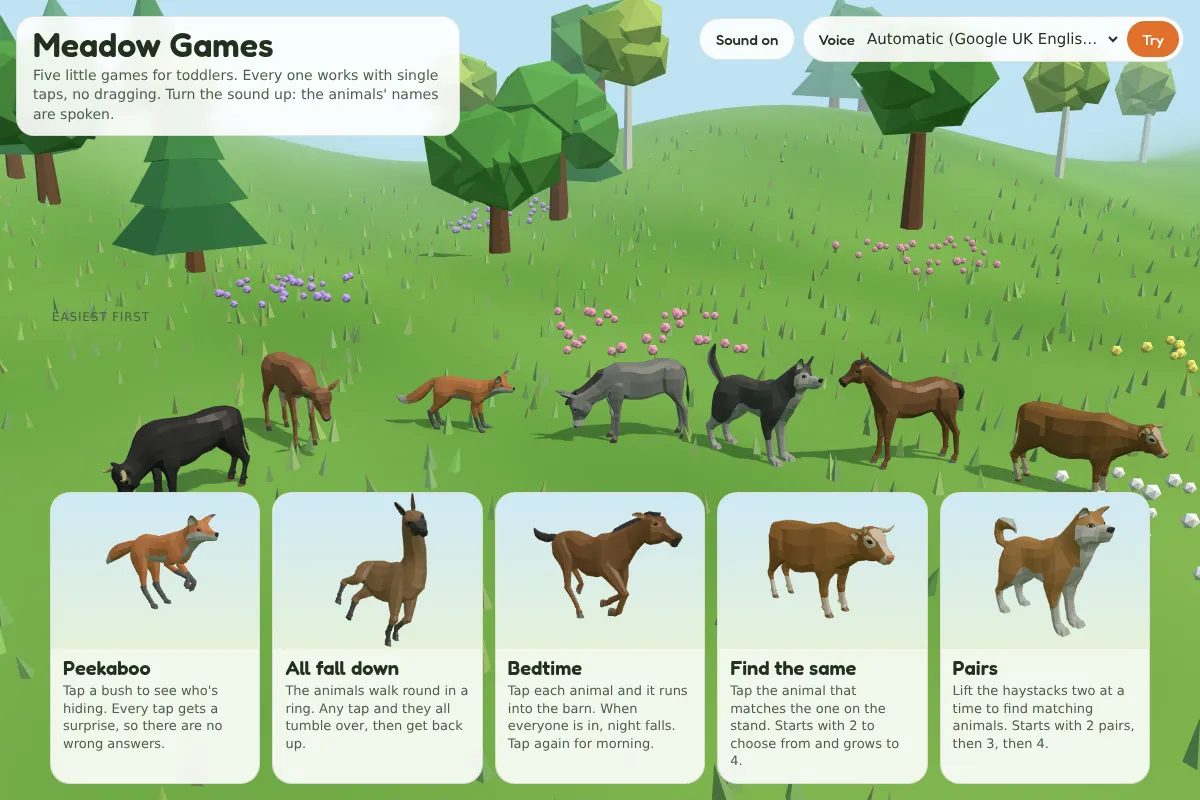 Meadow Games
Five little games for toddlers. Every one works with single
taps, no dragging. Turn the sound up: the animals' names
are spoken.
Sound on
Voice Automatic (Google UK Englis... Try
EASIEST FIRST
Peekaboo
Tap a bush to see who's
hiding. Every tap gets a
surprise, so there are no
wrong answers.
All fall down
The animals walk round in a
ring. Any tap and they all
tumble over, then get back
up.
Bedtime
Tap each animal and it runs
into the barn. When
everyone is in, night falls.
Tap again for morning.
Find the same
Tap the animal that
matches the one on the
stand. Starts with 2 to
choose from and grows to
4.
Pairs
Lift the haystacks two at a
time to find matching
animals. Starts with 2 pairs,
then 3, then 4.